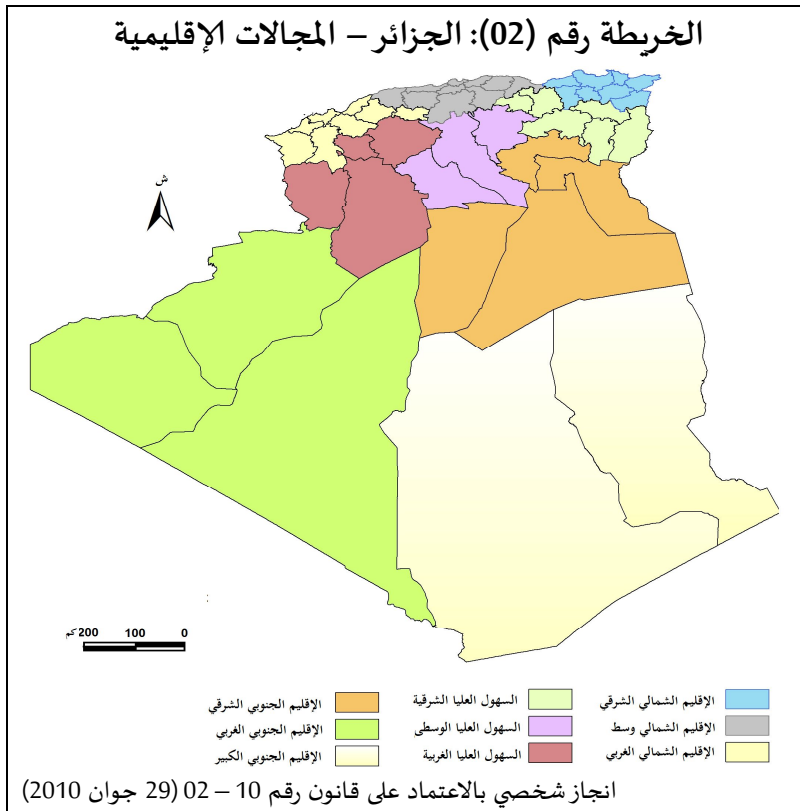 الخريطة رقم (02): الجزائر – المجالات الإقليمية
ش
200 100 0 كم
الإقليم الشمالي الشرقي
السهول العليا الشرقية
الإقليم الجنوبي الشرقي
الإقليم الشمالي وسط
السهول العليا الوسطى
الإقليم الجنوبي الغربي
الإقليم الشمالي الغربي
السهول العليا الغربية
الإقليم الجنوبي الكبير
انجاز شخصي بالاعتماد على قانون رقم 10 – 02 (29 جوان 2010)